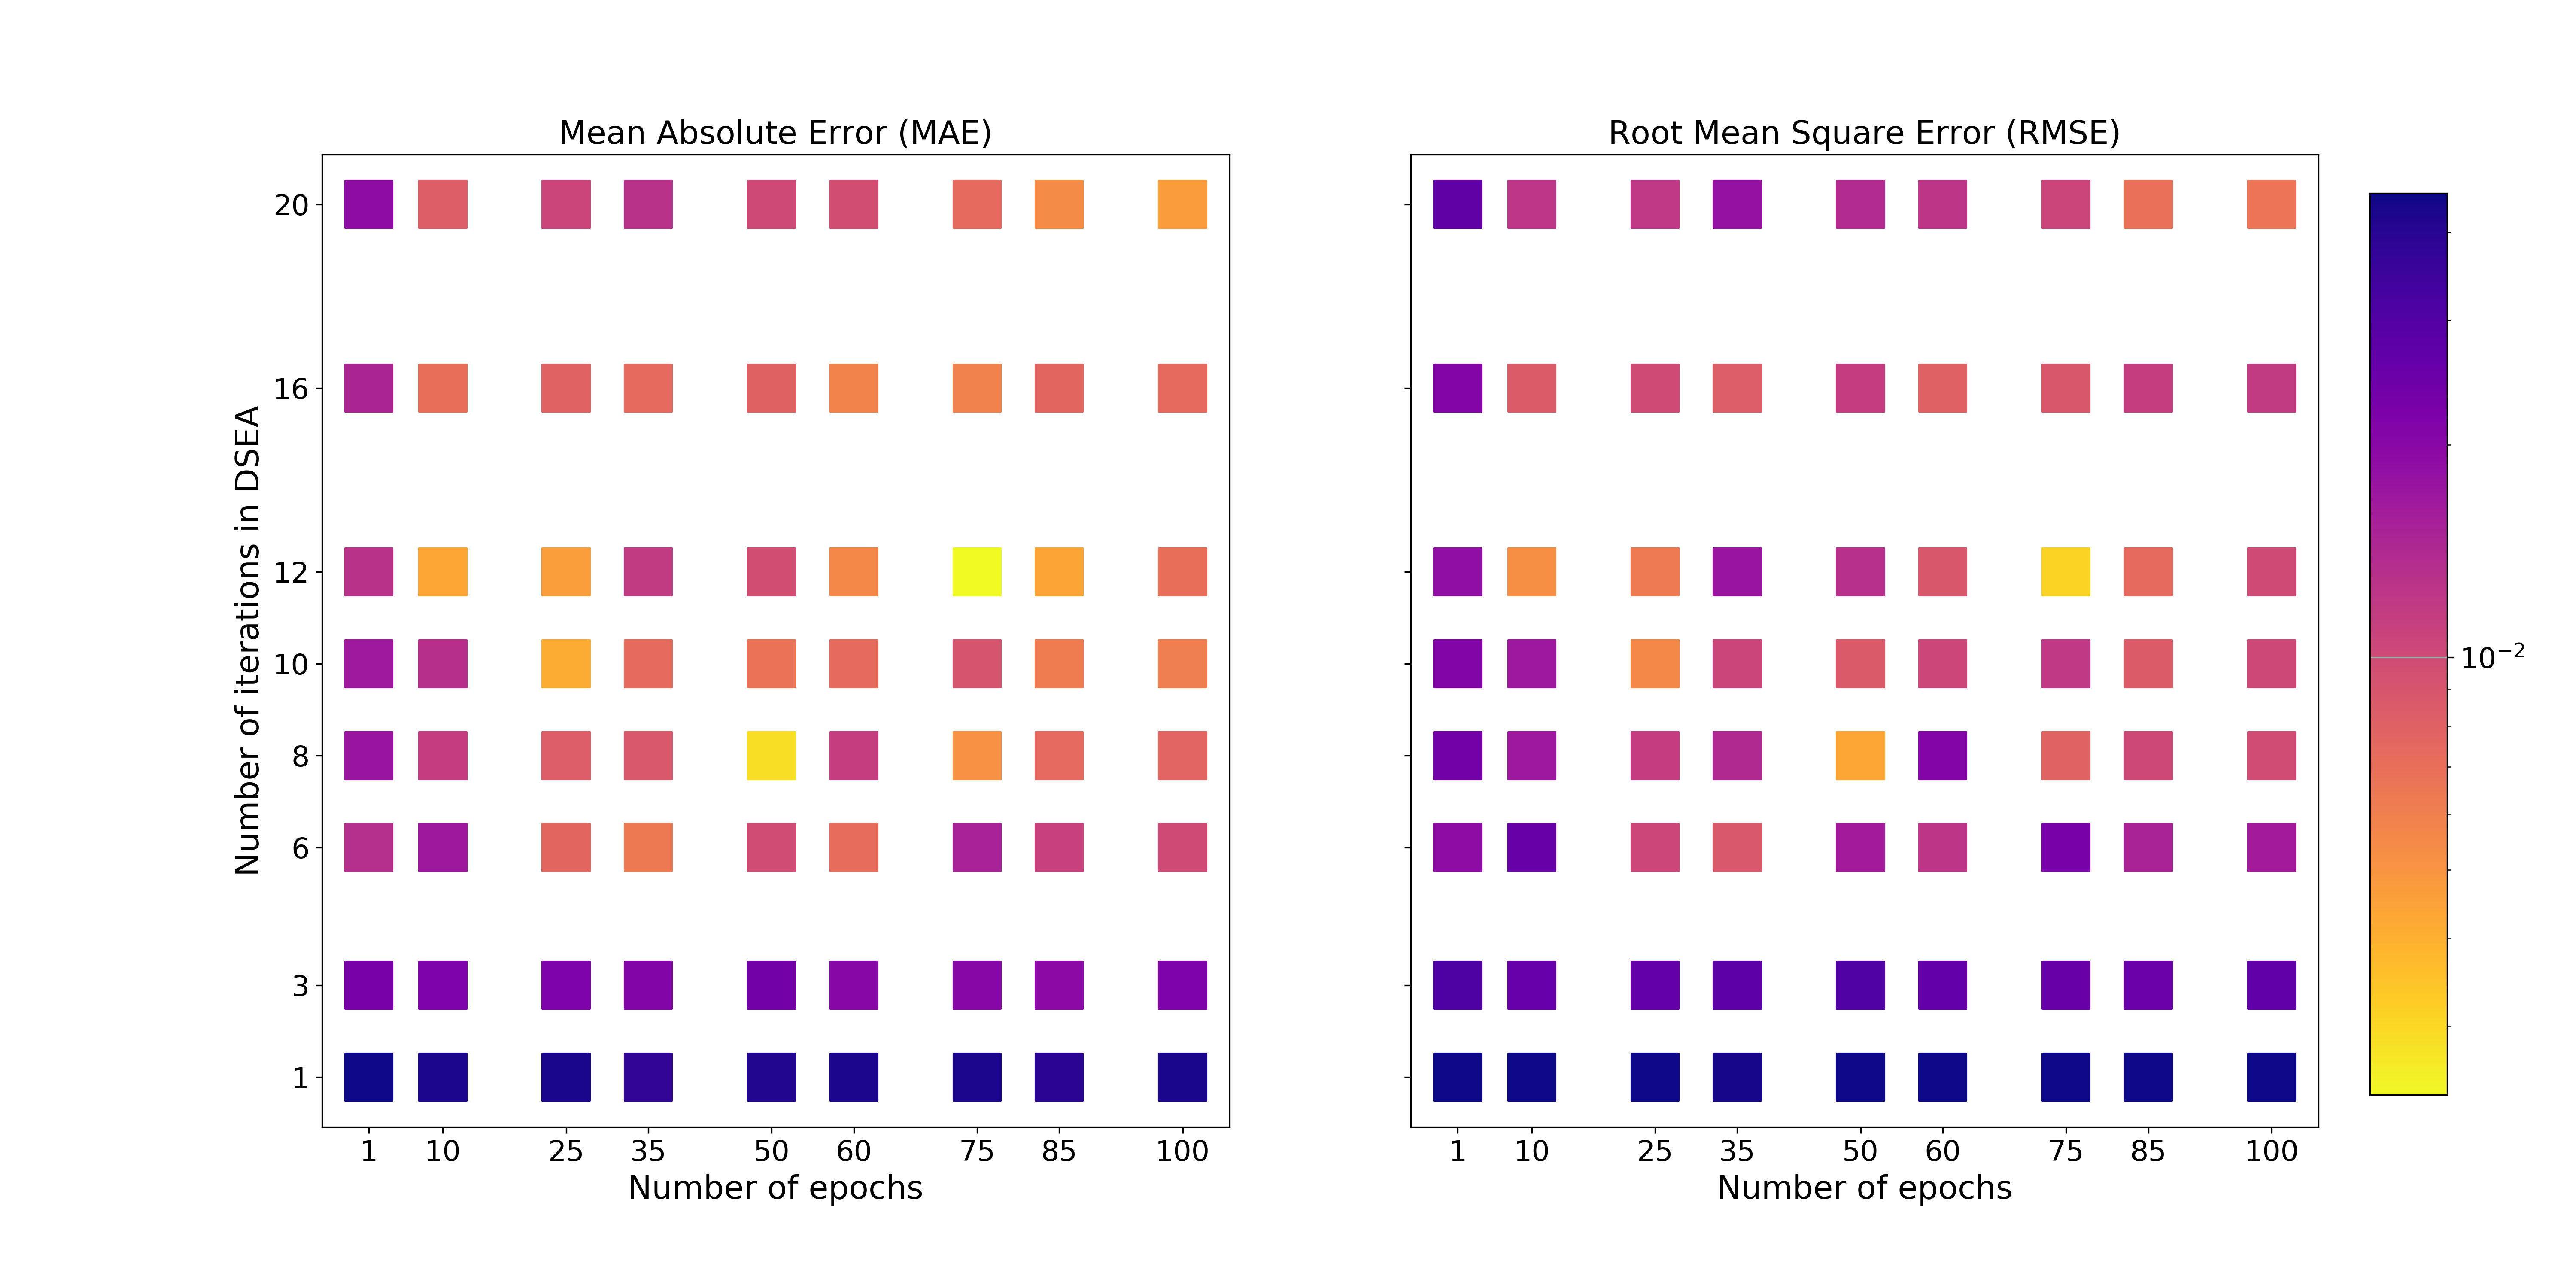 Mean Absolute Error (MAE)
Number of iterations in DSEA
20
16
12
10
8
6
3
1
1 10 25 35 50 60 75 85 100
Number of epochs
Root Mean Square Error (RMSE)
1 10 25 35 50 60 75 85 100
Number of epochs
10⁻²